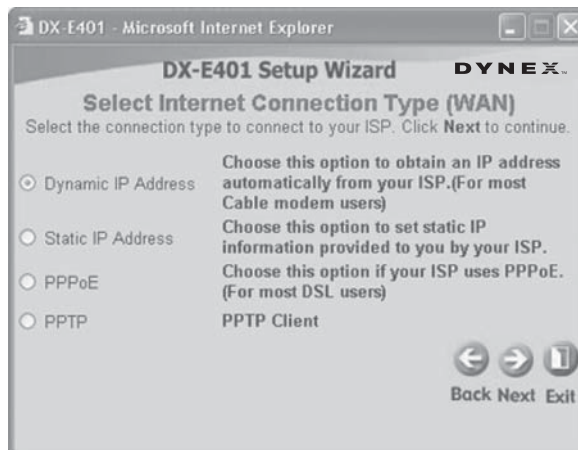 DX-E401 - Microsoft Internet Explorer
DX-E401 Setup Wizard
DYNEX™
Select Internet Connection Type (WAN)
Select the connection type to connect to your ISP. Click Next to continue.
Dynamic IP Address
Choose this option to obtain an IP address
automatically from your ISP.(For most
Cable modem users)
Static IP Address
Choose this option to set static IP
information provided to you by your ISP.
PPPoE
Choose this option if your ISP uses PPPoE.
(For most DSL users)
PPTP
PPTP Client
Back Next Exit